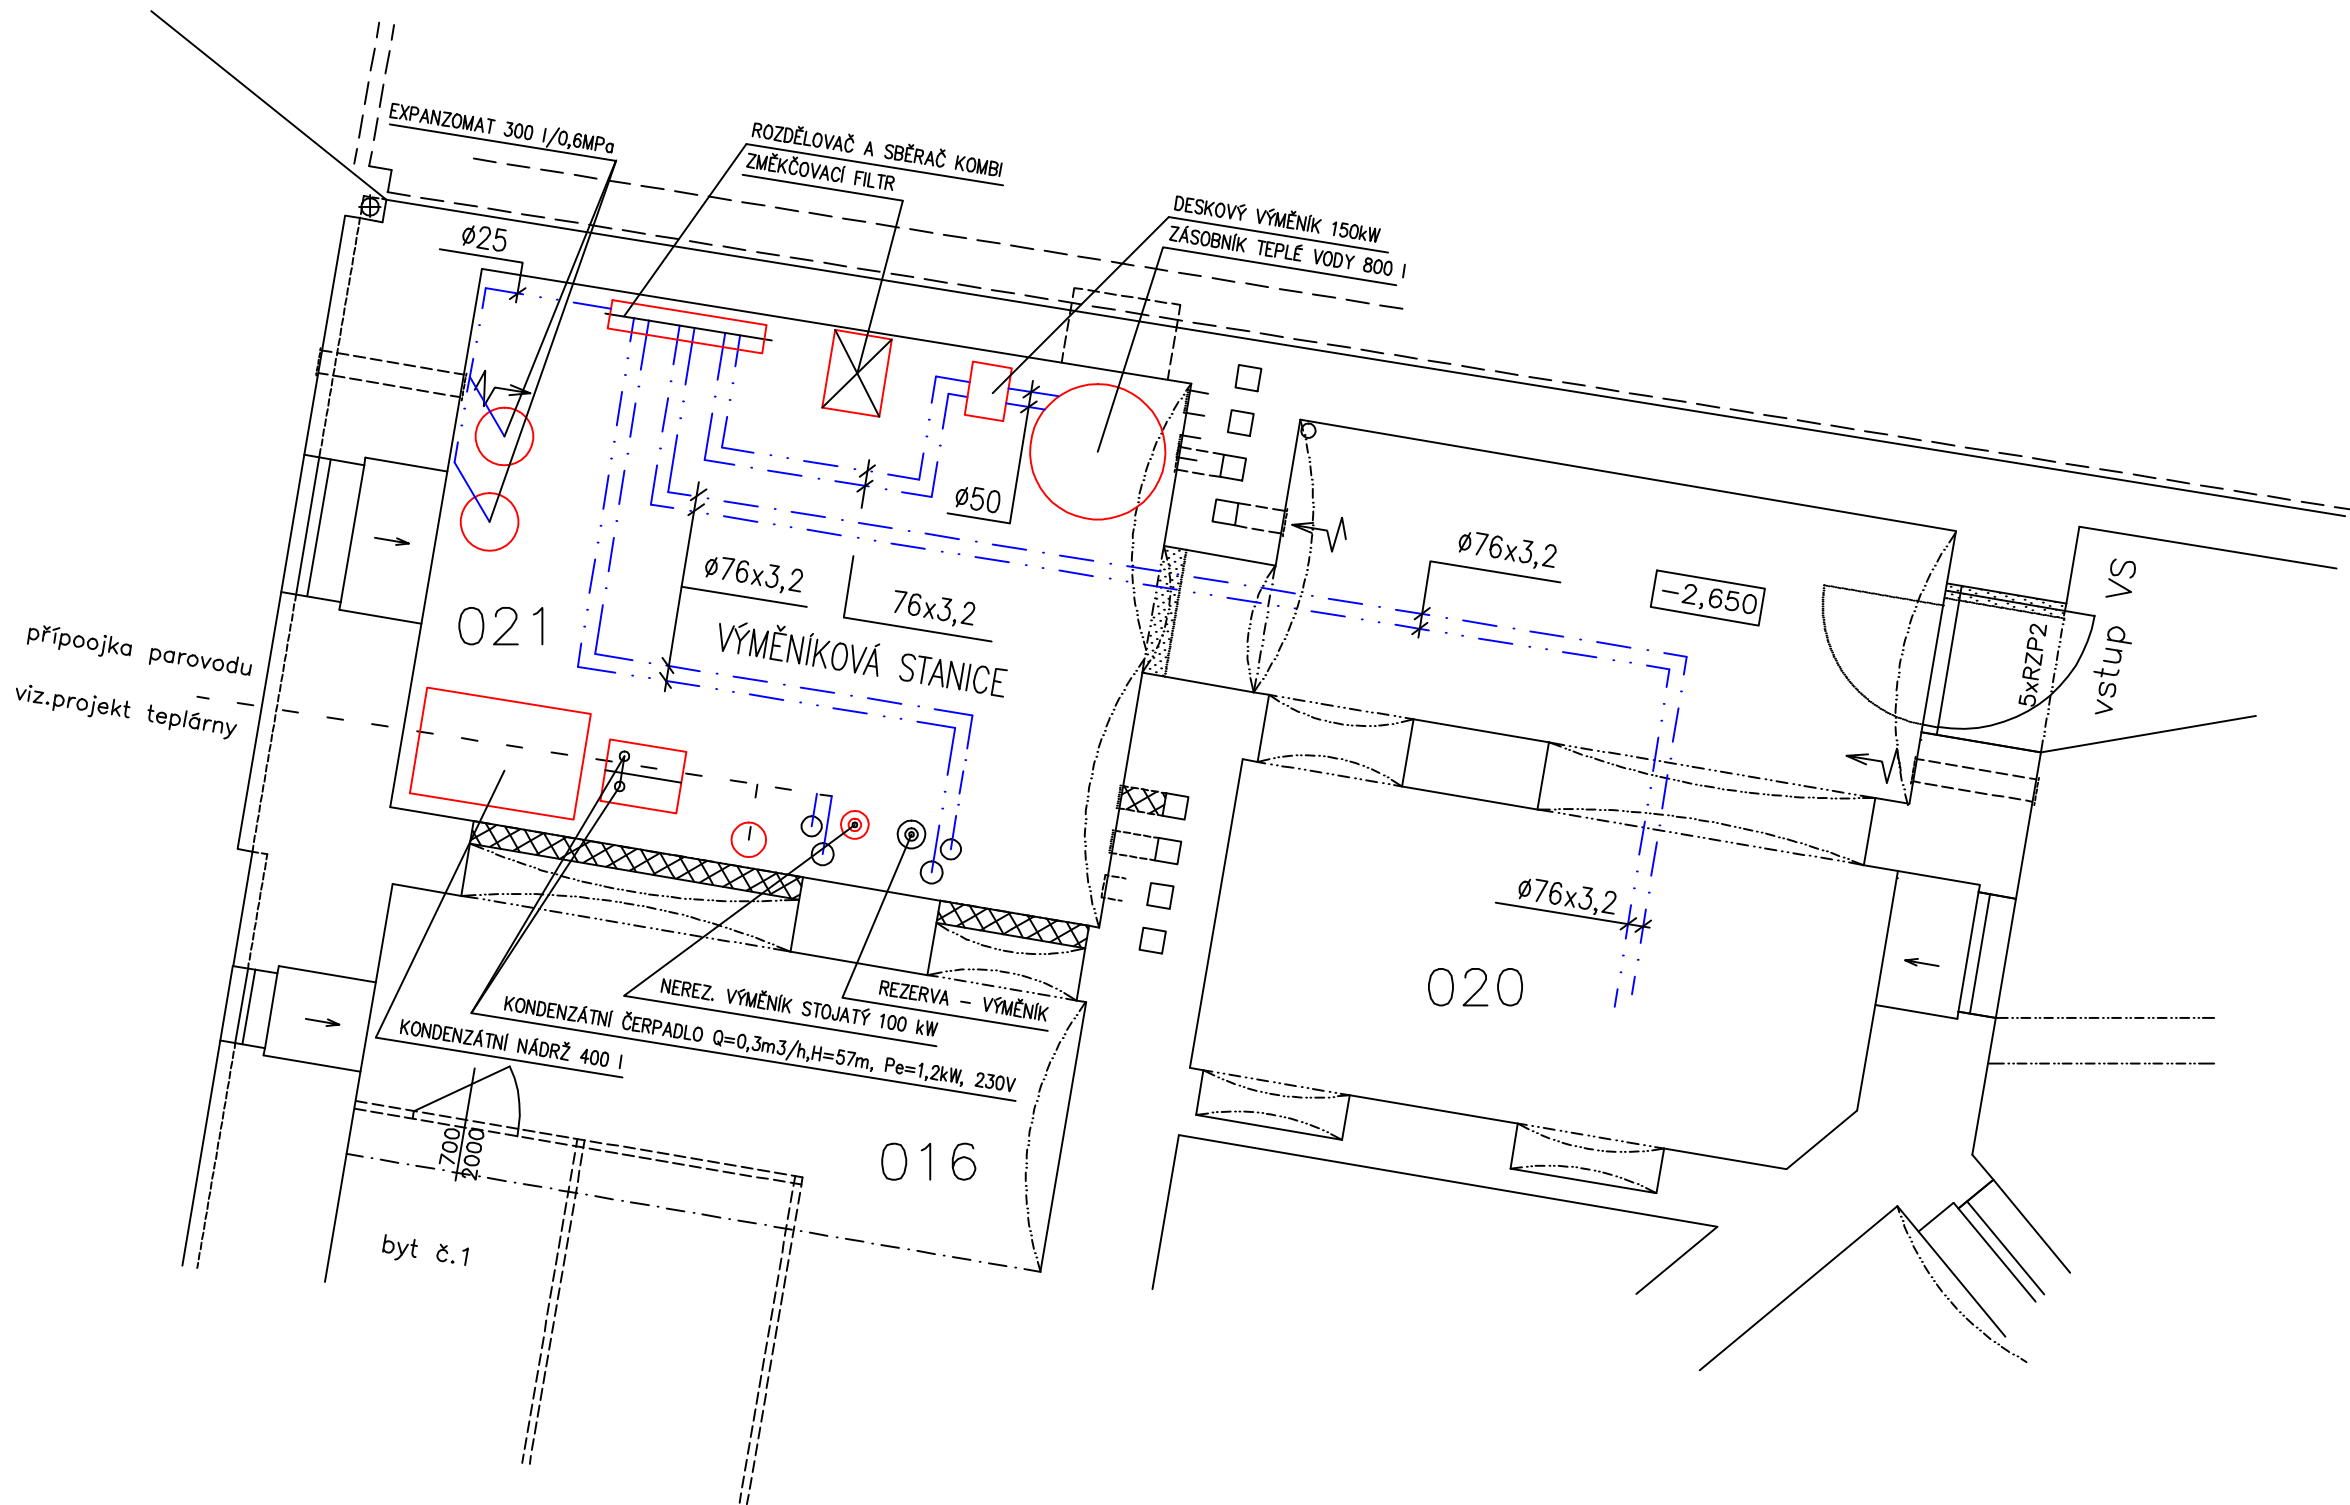 EXPANZOMAT 300 l/0,6MPa
ROZDĚLOVAČ A SBĚRAČ KOMBI
ZMĚKČOVACÍ FILTR
DESKOVÝ VÝMĚNÍK 150kW
ZÁSOBNÍK TEPLÉ VODY 800 l
ø25
ø50
ø76x3,2
76x3,2
ø76x3,2
-2,650
5xRZP2
vstup VS
021
VÝMĚNÍKOVÁ STANICE
přípoojka parovodu
viz.projekt teplárny
ø76x3,2
020
NEREZ. VÝMĚNÍK STOJATÝ 100 kW
REZERVA - VÝMĚNÍK
KONDENZÁTNÍ ČERPADLO Q=0,3m3/h,H=57m, Pe=1,2kW, 230V
KONDENZÁTNÍ NÁDRŽ 400 l
700
2000
016
byt č.1